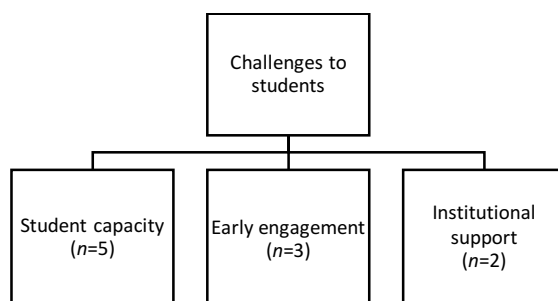 Challenges to
students
Student capacity
(n=5)
Early engagement
(n=3)
Institutional
support
(n=2)